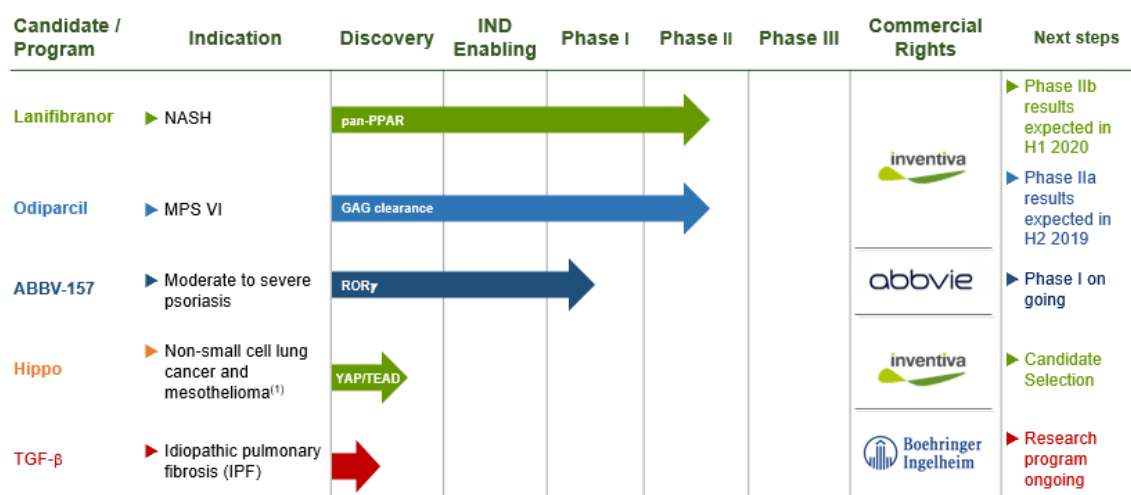 Candidate /
Program
Indication
Discovery
IND
Enabling
Phase I
Phase II
Phase III
Commercial
Rights
Next steps
Lanifibranor
NASH
pan-PPAR
inventiva
Phase IIb
results
expected in
H1 2020
Odiparcil
MPS VI
GAG clearance
Phase IIa
results
expected in
H2 2019
ABBV-157
Moderate to severe
psoriasis
RORγ
abbvie
Phase I on
going
Hippo
Non-small cell lung
cancer and
mesothelioma(1)
YAP/TEAD
inventiva
Candidate
Selection
TGF-β
Idiopathic pulmonary
fibrosis (IPF)
Boehringer
Ingelheim
Research
program
ongoing